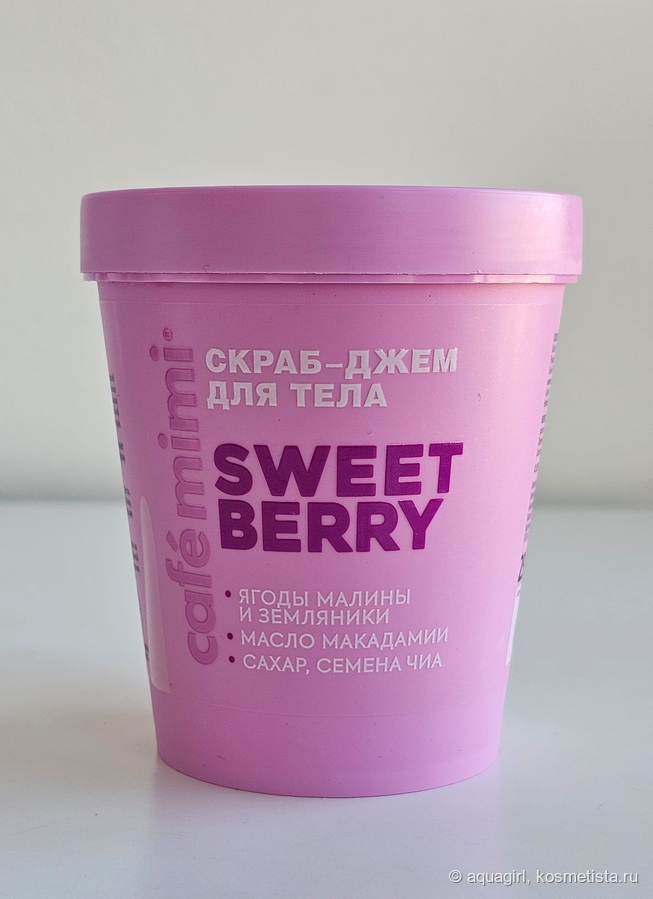 café mimi®
СКРАБ-ДЖЕМ
ДЛЯ ТЕЛА
SWEET
BERRY
• ЯГОДЫ МАЛИНЫ
И ЗЕМЛЯНИКИ
• МАСЛО МАКАДАМИИ
• САХАР, СЕМЕНА ЧИА
© aquagirl, kosmetista.ru